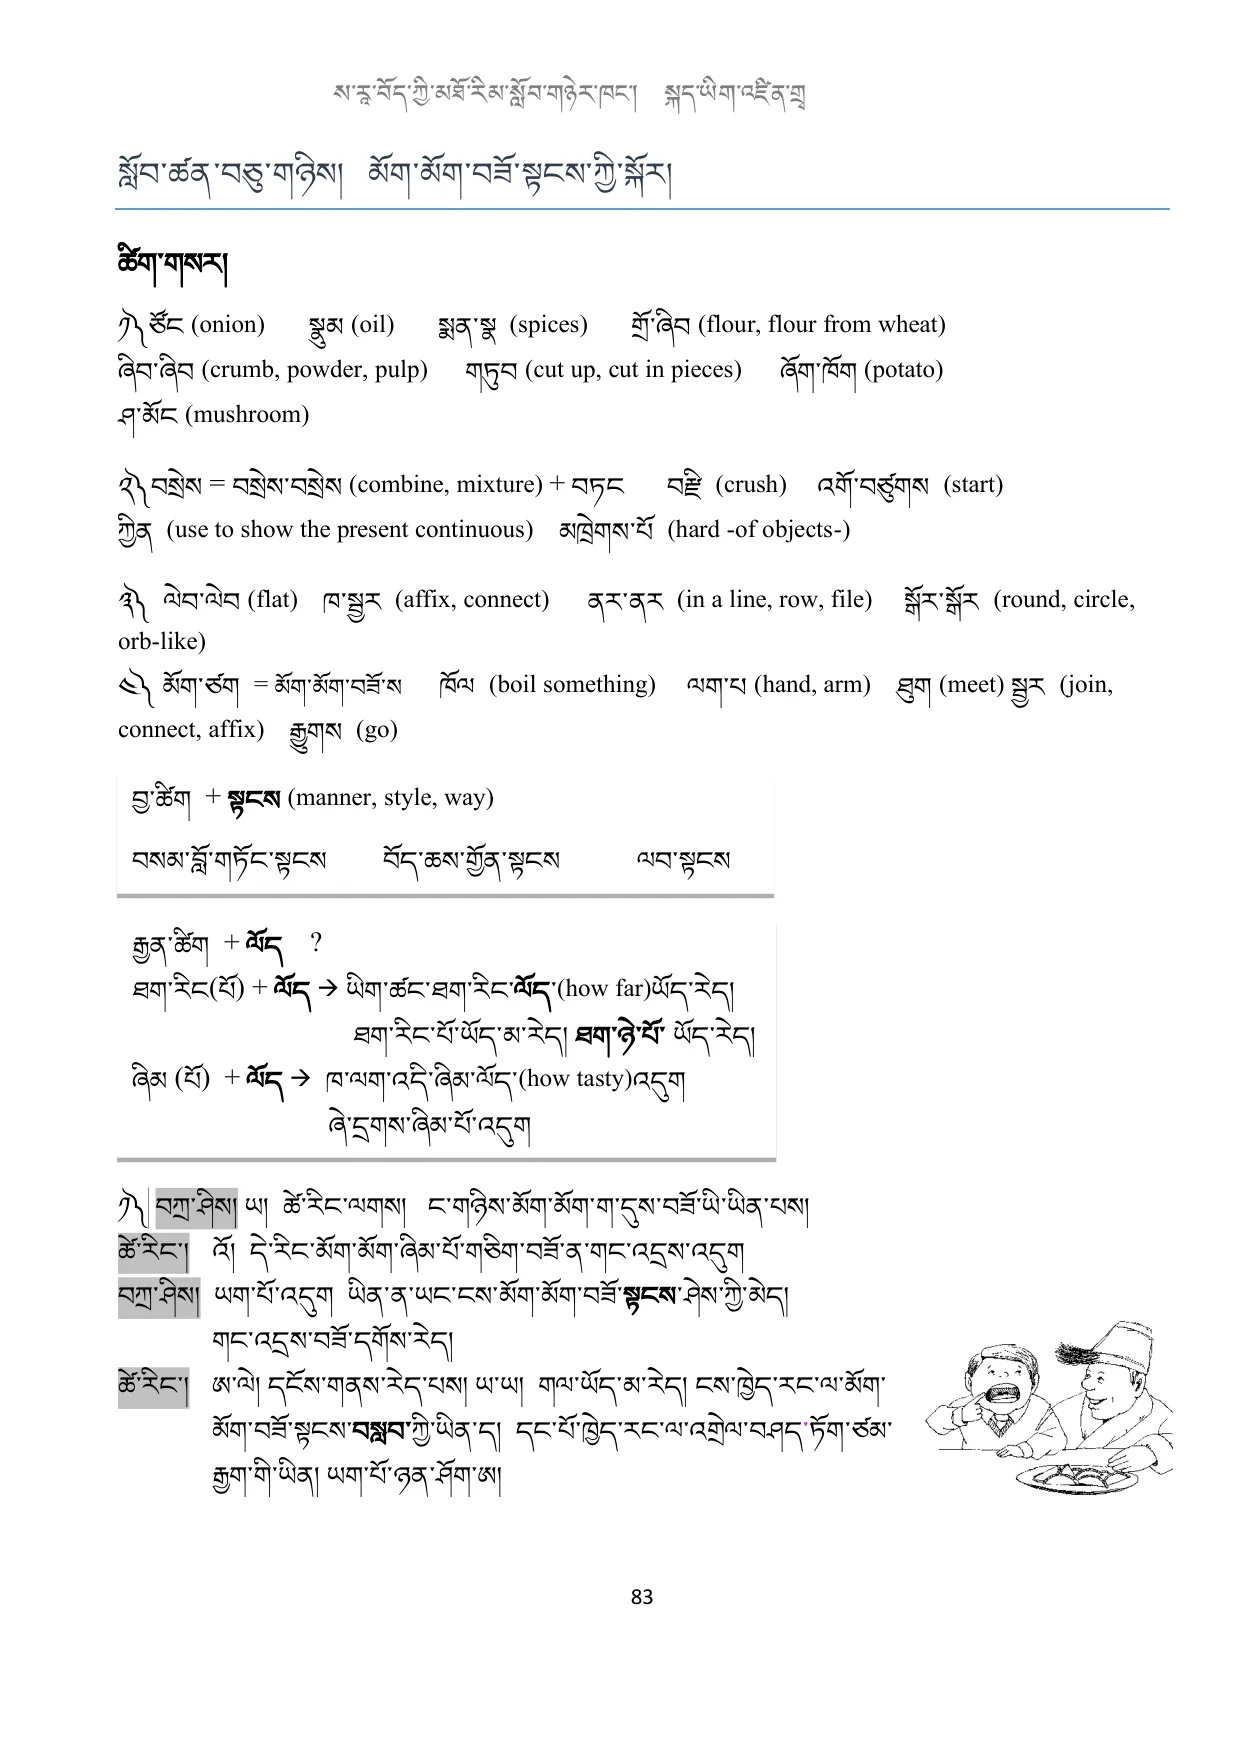 ས་རཱ་བོད་ཀྱི་མཐོ་རིམ་སློབ་གཉེར་ཁང་། སྐད་ཡིག་འཛིན་གྲྭ
སློབ་ཚན་བཅུ་གཉིས། མོག་མོག་བཟོ་སྟངས་ཀྱི་སྐོར།
ཚིག་གསར།
༡༽ ཙོང (onion) སྣུམ (oil) སྨན་སྣ (spices) གྲོ་ཞིབ (flour, flour from wheat)
ཞིབ་ཞིབ (crumb, powder, pulp) གཏུབ (cut up, cut in pieces) ཞོག་ཁོག (potato)
ཤ་མོང (mushroom)
༢༽ བསྲེས = བསྲེས་བསྲེས (combine, mixture) + བཏང བརྫི (crush) འགོ་བཙུགས (start)
ཀྱིན (use to show the present continuous) མཁྲེགས་པོ (hard -of objects-)
༣༽ ལེབ་ལེབ (flat) ཁ་སྦྱར (affix, connect) ནར་ནར (in a line, row, file) སྒོར་སྒོར (round, circle,
orb-like)
༤༽ མོག་ཙག = མོག་མོག་བཟོ་ས ཁོལ (boil something) ལག་པ (hand, arm) ཐུག (meet) སྦྱར (join,
connect, affix) རྒྱུགས (go)
བྱ་ཚིག + སྟངས (manner, style, way)
བསམ་བློ་གཏོང་སྟངས བོད་ཆས་གྱོན་སྟངས ལབ་སྟངས
རྒྱན་ཚིག + ལོད ?
ཐག་རིང(པོ) + ལོད → ཡིག་ཚང་ཐག་རིང་ལོད་(how far)ཡོད་རེད།
ཐག་རིང་པོ་ཡོད་མ་རེད། ཐག་ཉེ་པོ་ ཡོད་རེད།
ཞིམ (པོ) + ལོད → ཁ་ལག་འདི་ཞིམ་ལོད་(how tasty)འདུག
ཞེ་དྲགས་ཞིམ་པོ་འདུག
༡༽ བཀྲ་ཤིས། ཡ། ཚེ་རིང་ལགས། ང་གཉིས་མོག་མོག་ག་དུས་བཟོ་ཡི་ཡིན་པས།
ཚེ་རིང་། འོ། དེ་རིང་མོག་མོག་ཞིམ་པོ་གཅིག་བཟོ་ན་གང་འདྲས་འདུག
བཀྲ་ཤིས། ཡག་པོ་འདུག ཡིན་ན་ཡང་ངས་མོག་མོག་བཟོ་སྟངས་ཤེས་ཀྱི་མེད།
གང་འདྲས་བཟོ་དགོས་རེད།
ཚེ་རིང་། ཨ་ལེ། དངོས་གནས་རེད་པས། ཡ་ཡ། གལ་ཡོད་མ་རེད། ངས་ཁྱེད་རང་ལ་མོག་
མོག་བཟོ་སྟངས་བསླབ་ཀྱི་ཡིན་ད། དང་པོ་ཁྱེད་རང་ལ་འགྲེལ་བཤད་ཏོག་ཙམ་
རྒྱག་གི་ཡིན། ཡག་པོ་ཉན་ཤོག་ཨ།
83